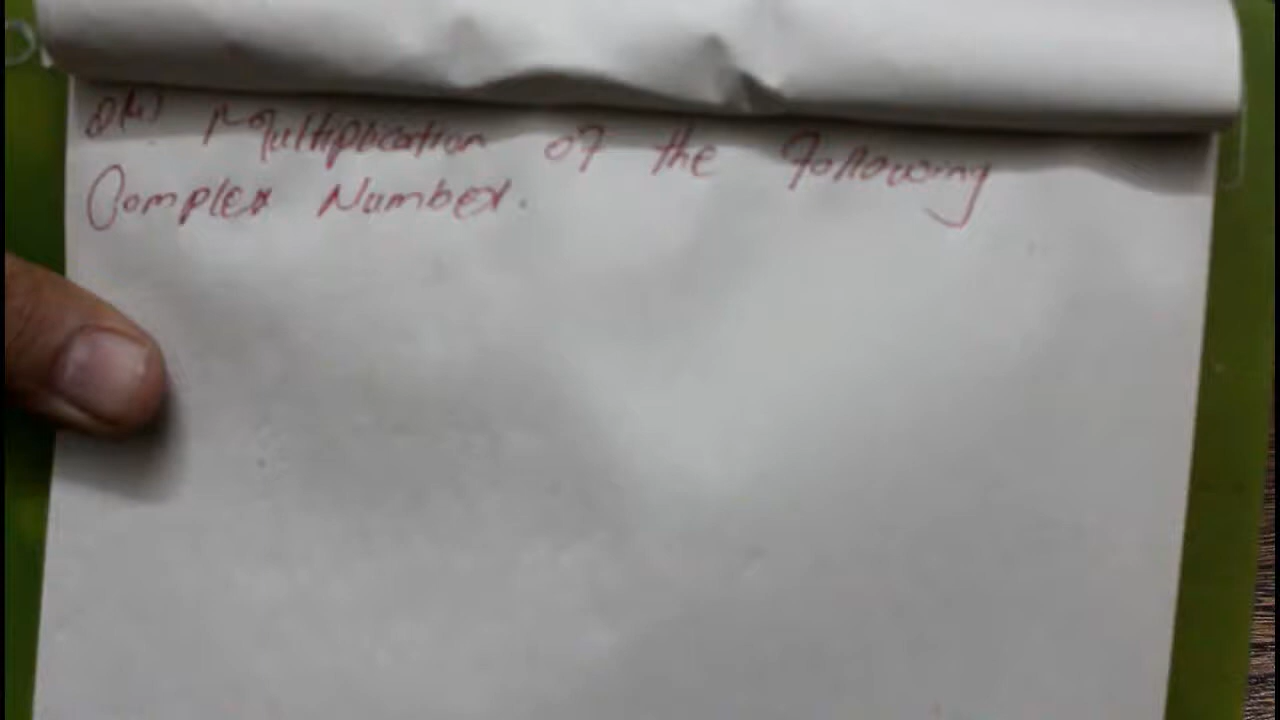 Multiplication of the following
Complex Number.